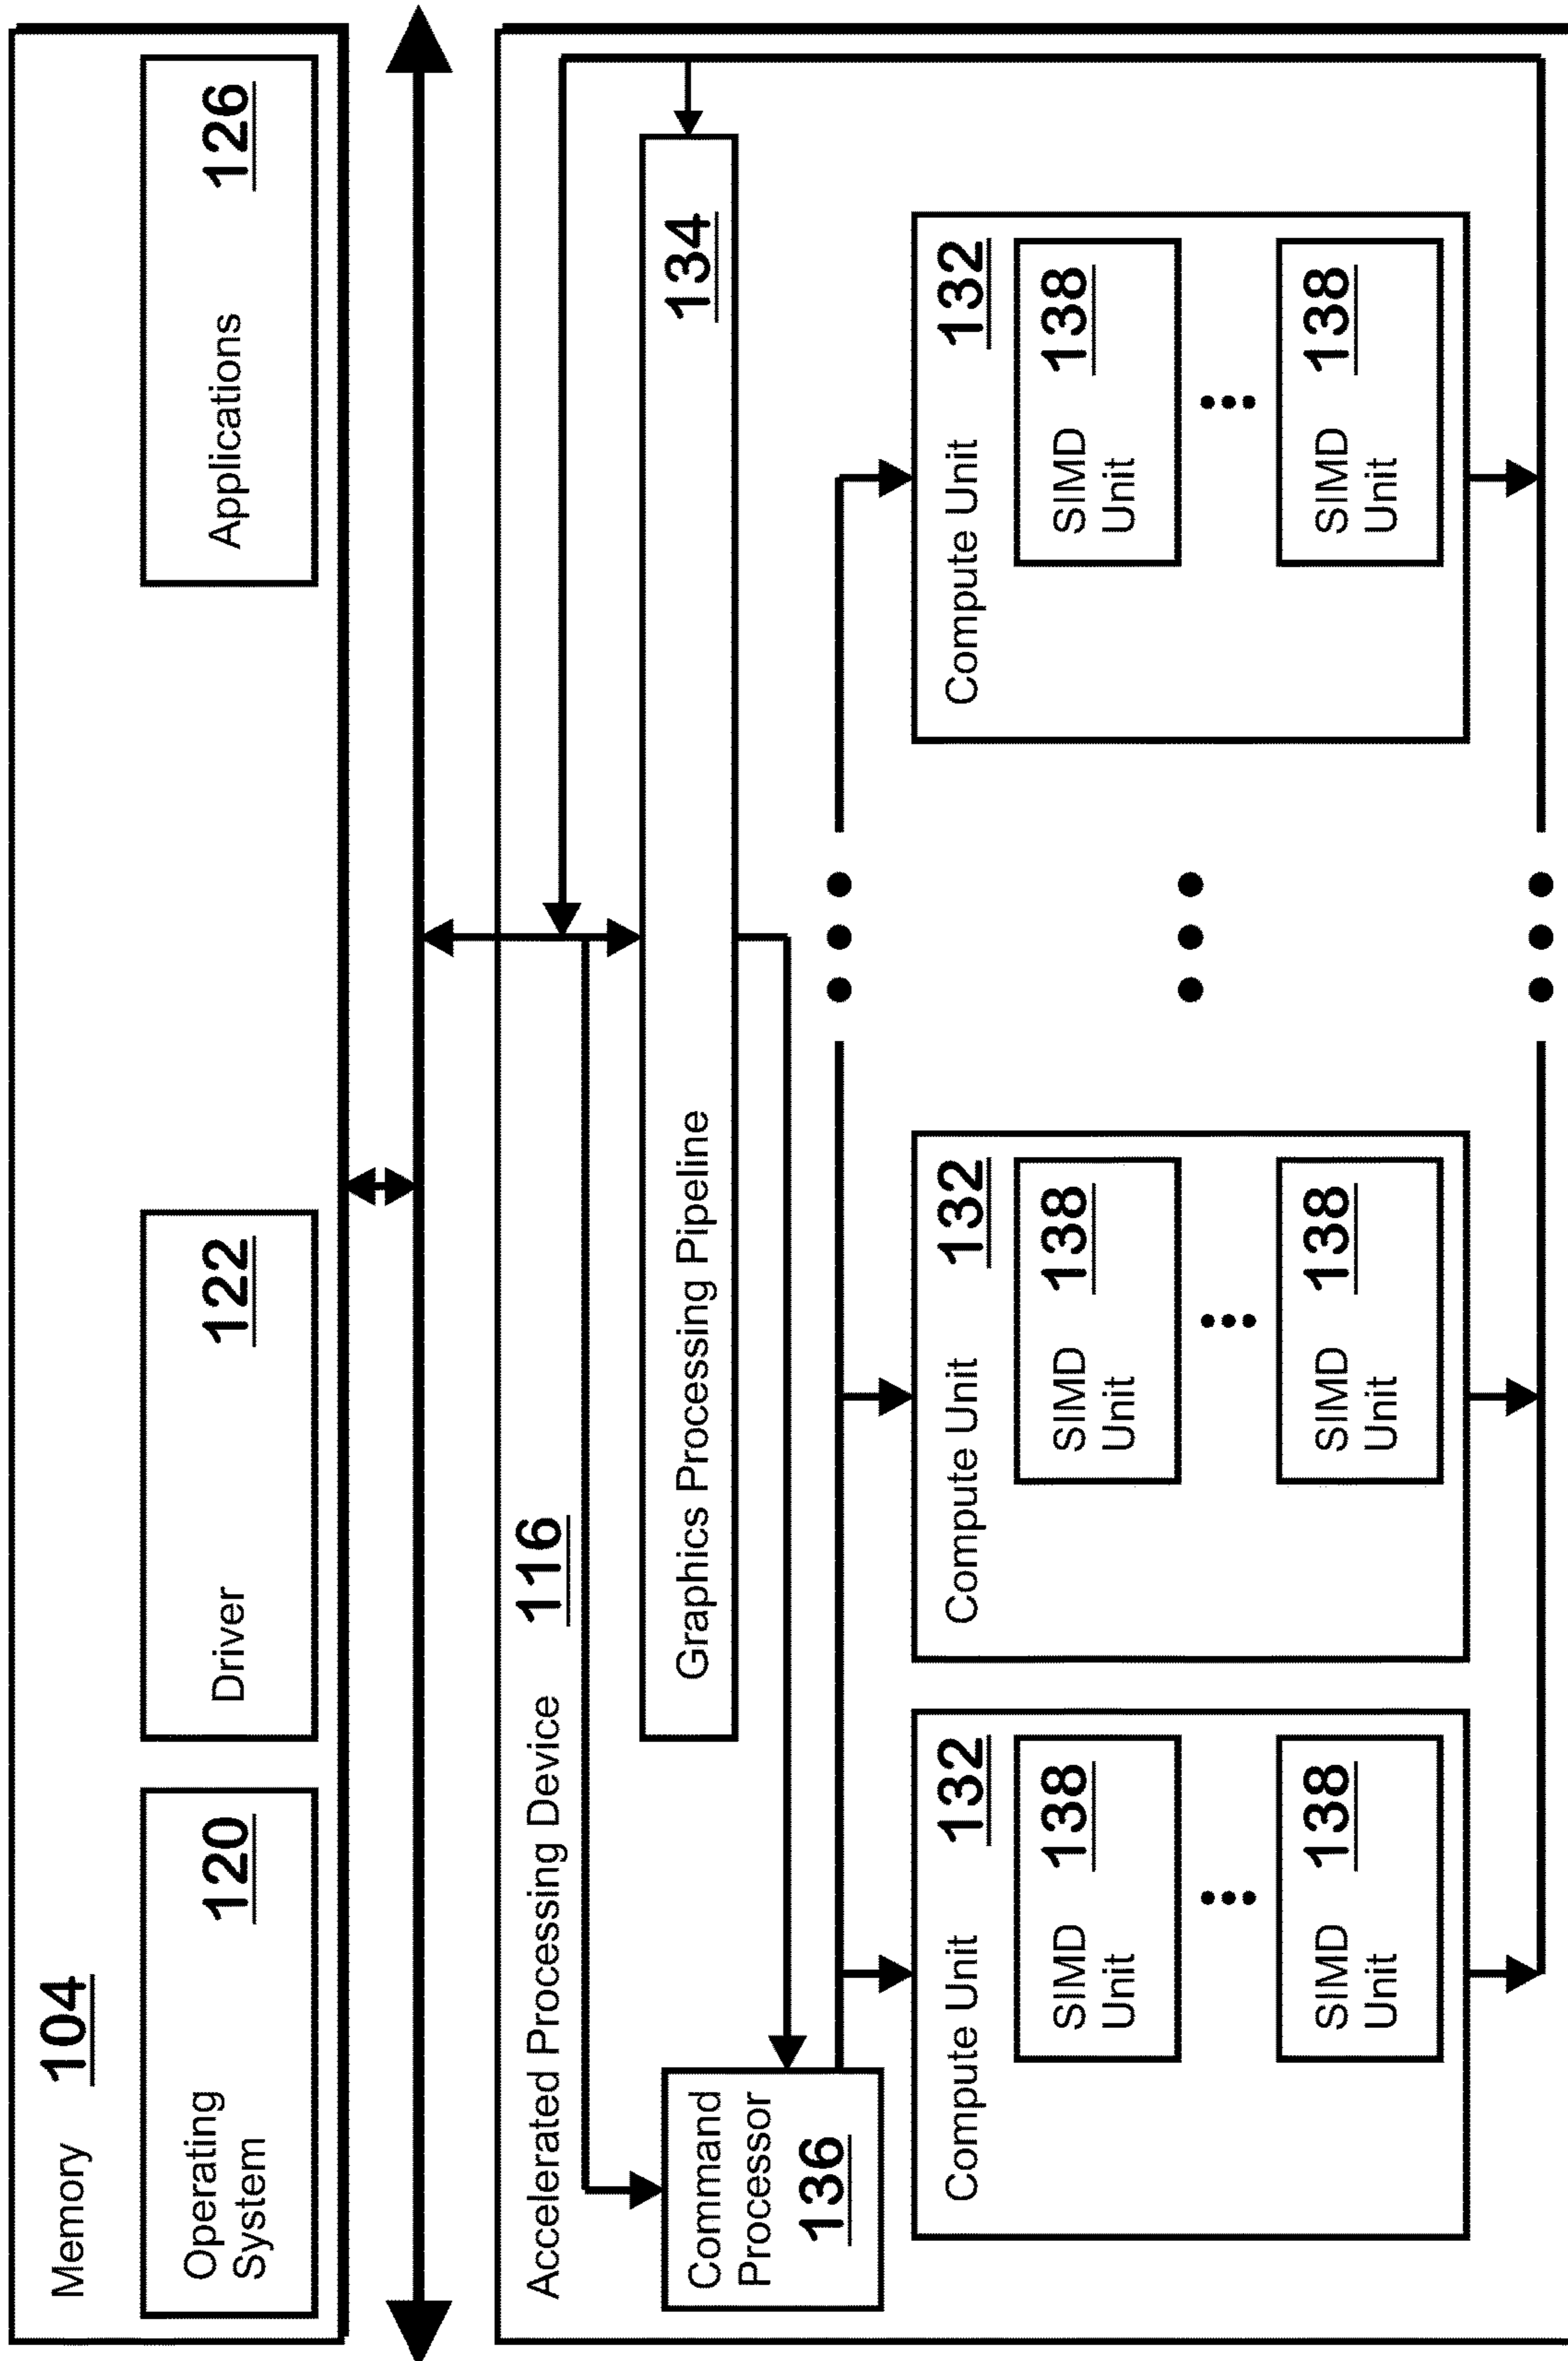 Memory 104
Operating
System
120
Driver
122
Applications
126
Accelerated Processing Device 116
Graphics Processing Pipeline 134
Command
Processor
136
Compute Unit 132
SIMD
Unit
138
SIMD
Unit
138
Compute Unit 132
SIMD
Unit
138
SIMD
Unit
138
Compute Unit 132
SIMD
Unit
138
SIMD
Unit
138